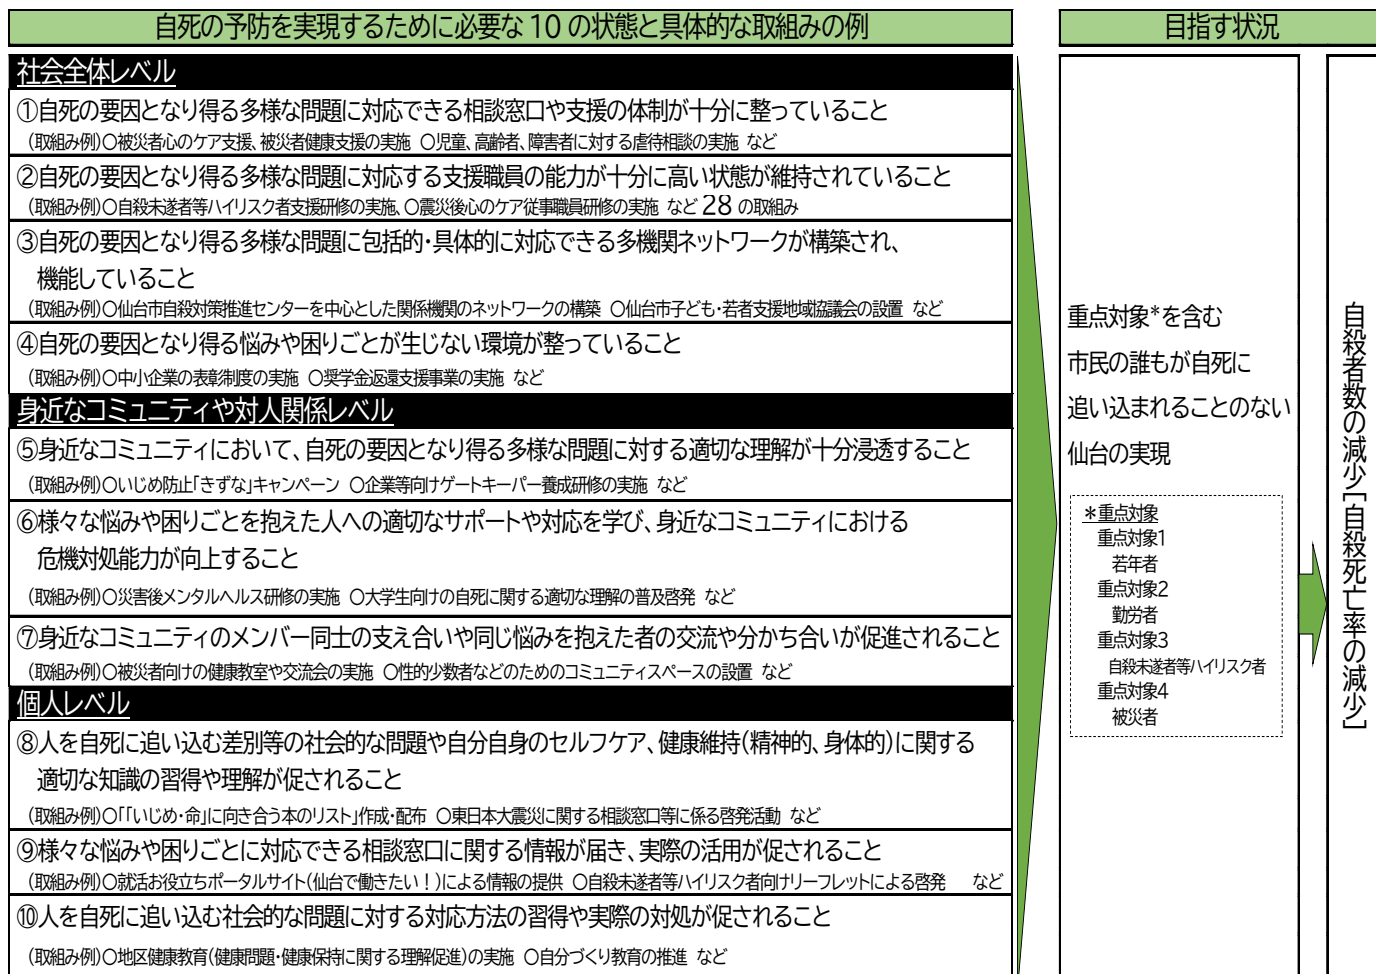 自死の予防を実現するために必要な 10 の状態と具体的な取組みの例
社会全体レベル
①自死の要因となり得る多様な問題に対応できる相談窓口や支援の体制が十分に整っていること
(取組み例)〇被災者心のケア支援、被災者健康支援の実施 〇児童、高齢者、障害者に対する虐待相談の実施 など
②自死の要因となり得る多様な問題に対応する支援職員の能力が十分に高い状態が維持されていること
(取組み例)〇自殺未遂者等ハイリスク者支援研修の実施、〇震災後心のケア従事職員研修の実施 など 28 の取組み
③自死の要因となり得る多様な問題に包括的・具体的に対応できる多機関ネットワークが構築され、
機能していること
(取組み例)〇仙台市自殺対策推進センターを中心とした関係機関のネットワークの構築 〇仙台市子ども・若者支援地域協議会の設置 など
④自死の要因となり得る悩みや困りごとが生じない環境が整っていること
(取組み例)〇中小企業の表彰制度の実施 〇奨学金返還支援事業の実施 など
身近なコミュニティや対人関係レベル
⑤身近なコミュニティにおいて、自死の要因となり得る多様な問題に対する適切な理解が十分浸透すること
(取組み例)〇いじめ防止「きずな」キャンペーン 〇企業等向けゲートキーパー養成研修の実施 など
⑥様々な悩みや困りごとを抱えた人への適切なサポートや対応を学び、身近なコミュニティにおける
危機対処能力が向上すること
(取組み例)〇災害後メンタルヘルス研修の実施 〇大学生向けの自死に関する適切な理解の普及啓発 など
⑦身近なコミュニティのメンバー同士の支え合いや同じ悩みを抱えた者の交流や分かち合いが促進されること
(取組み例)〇被災者向けの健康教室や交流会の実施 〇性的少数者などのためのコミュニティスペースの設置 など
個人レベル
⑧人を自死に追い込む差別等の社会的な問題や自分自身のセルフケア、健康維持(精神的、身体的)に関する
適切な知識の習得や理解が促されること
(取組み例)〇「「いじめ・命」に向き合う本のリスト」作成・配布 〇東日本大震災に関する相談窓口等に係る啓発活動 など
⑨様々な悩みや困りごとに対応できる相談窓口に関する情報が届き、実際の活用が促されること
(取組み例)〇就活お役立ちポータルサイト(仙台で働きたい！)による情報の提供 〇自殺未遂者等ハイリスク者向けリーフレットによる啓発 など
⑩人を自死に追い込む社会的な問題に対する対応方法の習得や実際の対処が促されること
(取組み例)〇地区健康教育(健康問題・健康保持に関する理解促進)の実施 〇自分づくり教育の推進 など
目指す状況
重点対象*を含む
市民の誰もが自死に
追い込まれることのない
仙台の実現
*重点対象
重点対象1
若年者
重点対象2
勤労者
重点対象3
自殺未遂者等ハイリスク者
重点対象4
被災者
自殺者数の減少[自殺死亡率の減少]